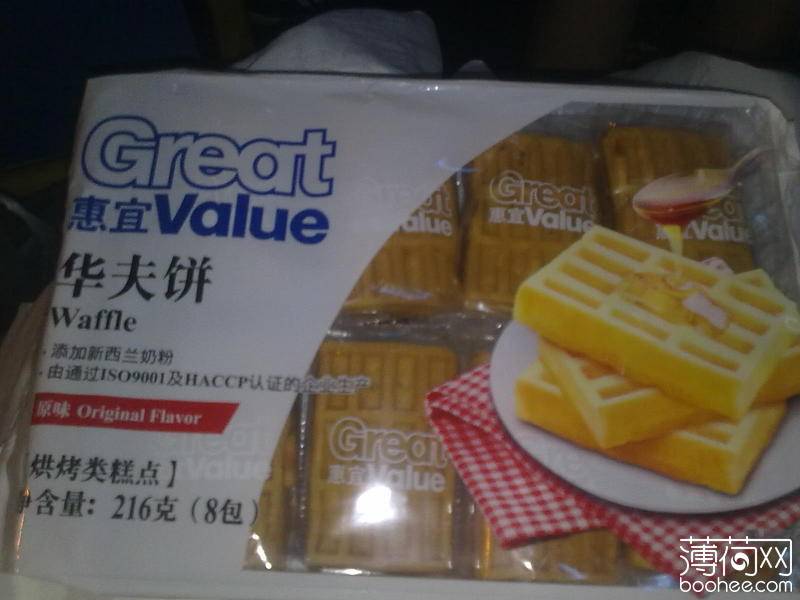 Great
惠宜Value
华夫饼
Waffle
· 添加新西兰奶粉
· 由通过ISO9001及HACCP认证的企业生产
原味 Original Flavor
烘烤类糕点】
净含量: 216克 (8包)
Great
惠宜Value
Great
alue
Great
惠宜Value
薄荷网
boohee.com